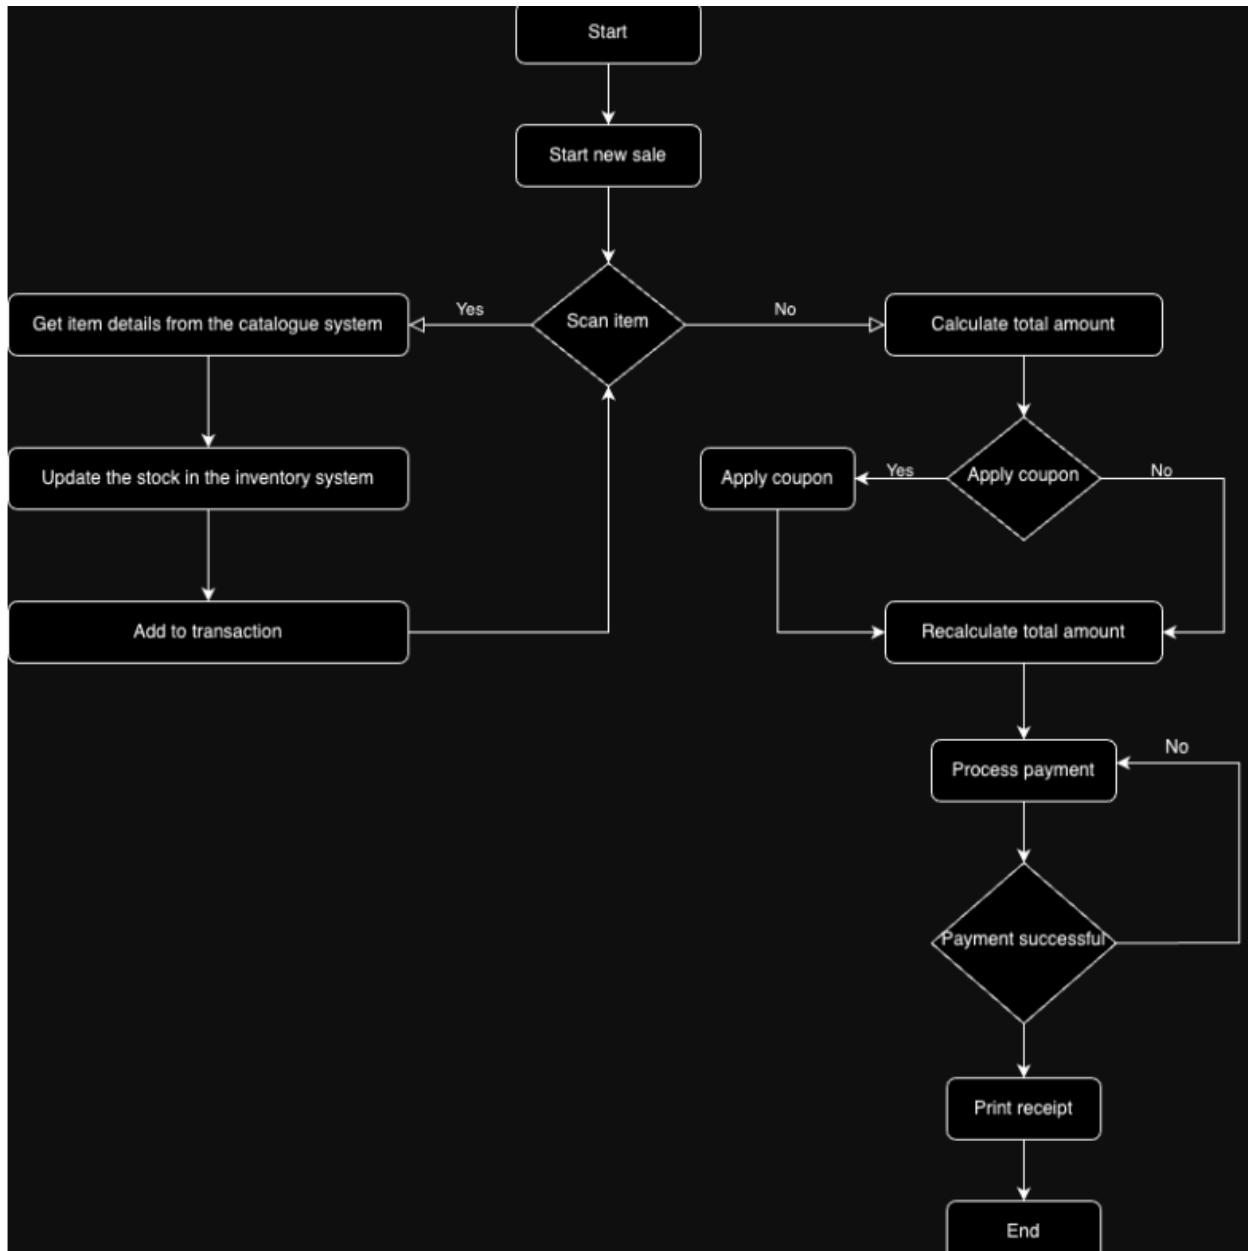 Start
Start new sale
Scan item
Yes
No
Get item details from the catalogue system
Calculate total amount
Update the stock in the inventory system
Apply coupon
Yes
Apply coupon
No
Add to transaction
Recalculate total amount
Process payment
No
Payment successful
Print receipt
End